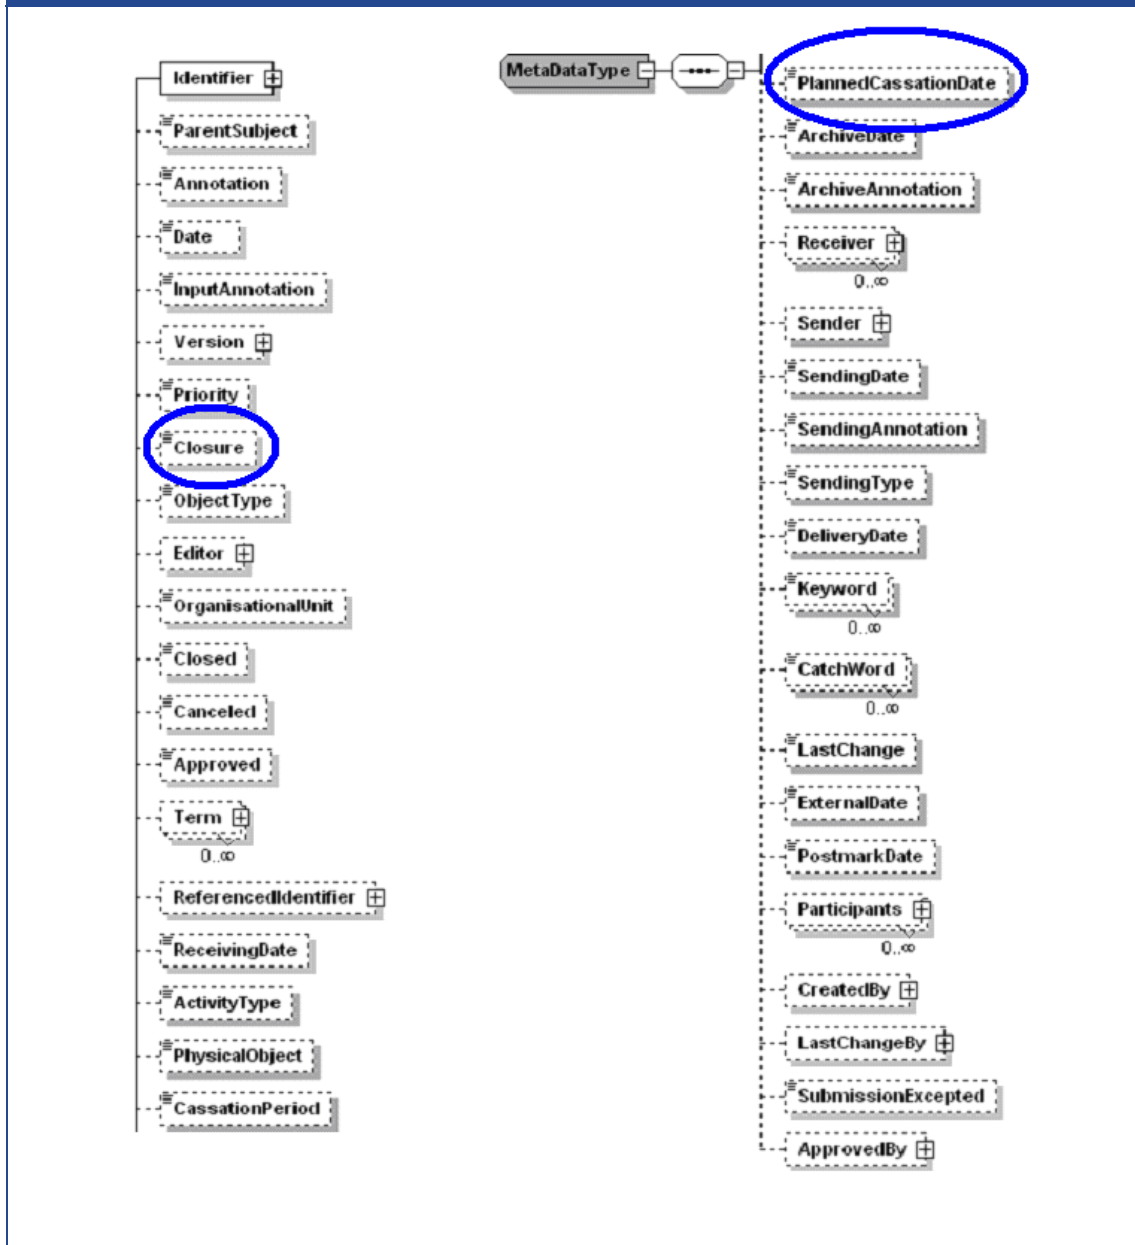 Identifier
ParentSubject
Annotation
Date
InputAnnotation
Version
Priority
Closure
ObjectType
Editor
OrganisationalUnit
Closed
Canceled
Approved
Term
0..∞
ReferencedIdentifier
ReceivingDate
ActivityType
PhysicalObject
CassationPeriod
MetaDataType
PlannedCassationDate
ArchiveDate
ArchiveAnnotation
Receiver
0..∞
Sender
SendingDate
SendingAnnotation
SendingType
DeliveryDate
Keyword
0..∞
CatchWord
0..∞
LastChange
ExternalDate
PostmarkDate
Participants
0..∞
CreatedBy
LastChangeBy
SubmissionExcepted
ApprovedBy